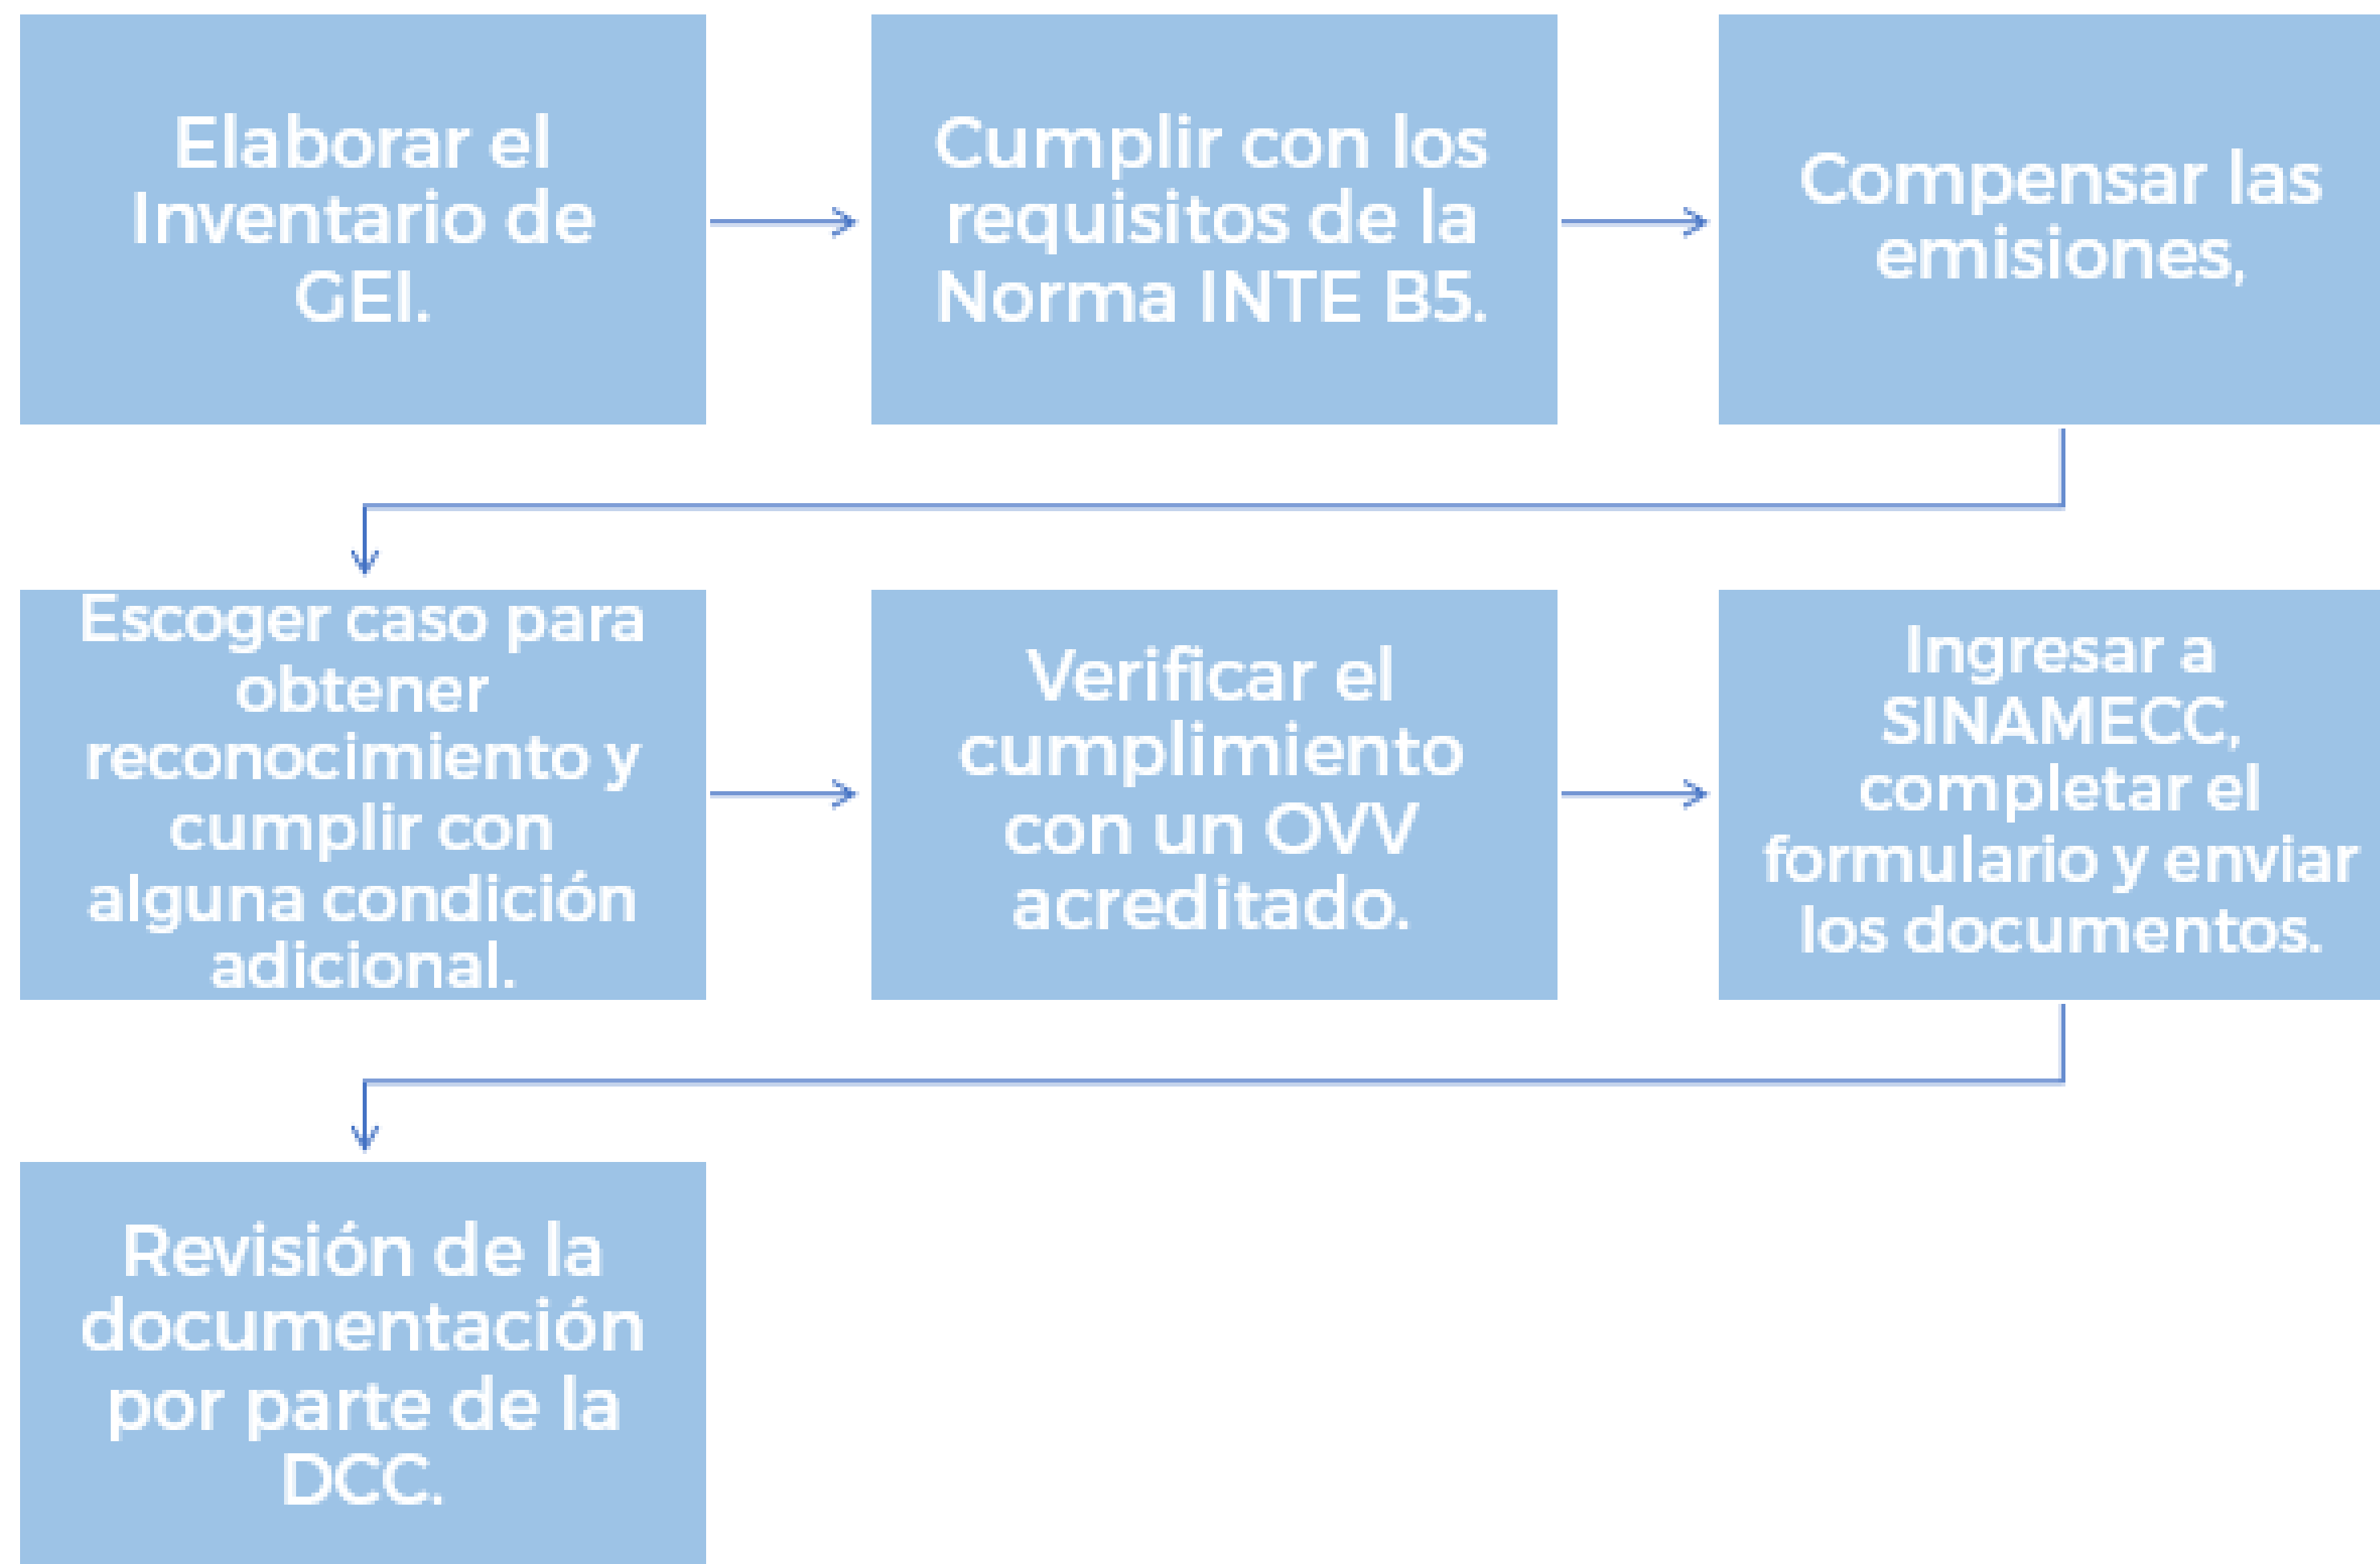 Elaborar el
Inventario de
GEI.
Cumplir con los
requisitos de la
Norma INTE B5.
Compensar las
emisiones,
Escoger caso para
obtener
reconocimiento y
cumplir con
alguna condición
adicional.
Verificar el
cumplimiento
con un OVV
acreditado.
Ingresar a
SINAMECC,
completar el
formulario y enviar
los documentos.
Revisión de la
documentación
por parte de la
DCC.